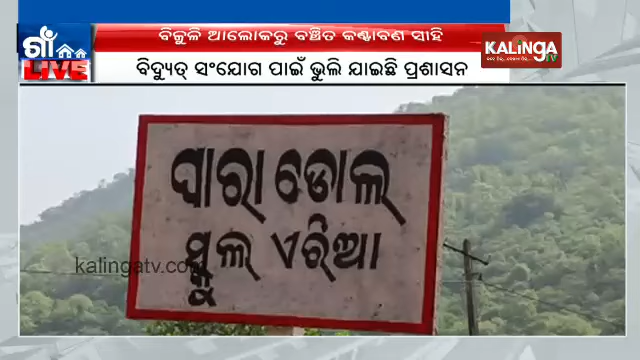 ବିଜୁଳି ଆଲୋକରୁ ବଞ୍ଚିତ କଣ୍ଟାବଣ ସାହି
ଗାଁ
LIVE
KALINGA TV
ବିଦ୍ୟୁତ୍ ସଂଯୋଗ ପାଇଁ ଭୁଲି ଯାଇଛି ପ୍ରଶାସନ
ଘାରା ଡୋଲ୍
ସ୍କୁଲ୍ ଏରିଆ
kalingatv.com